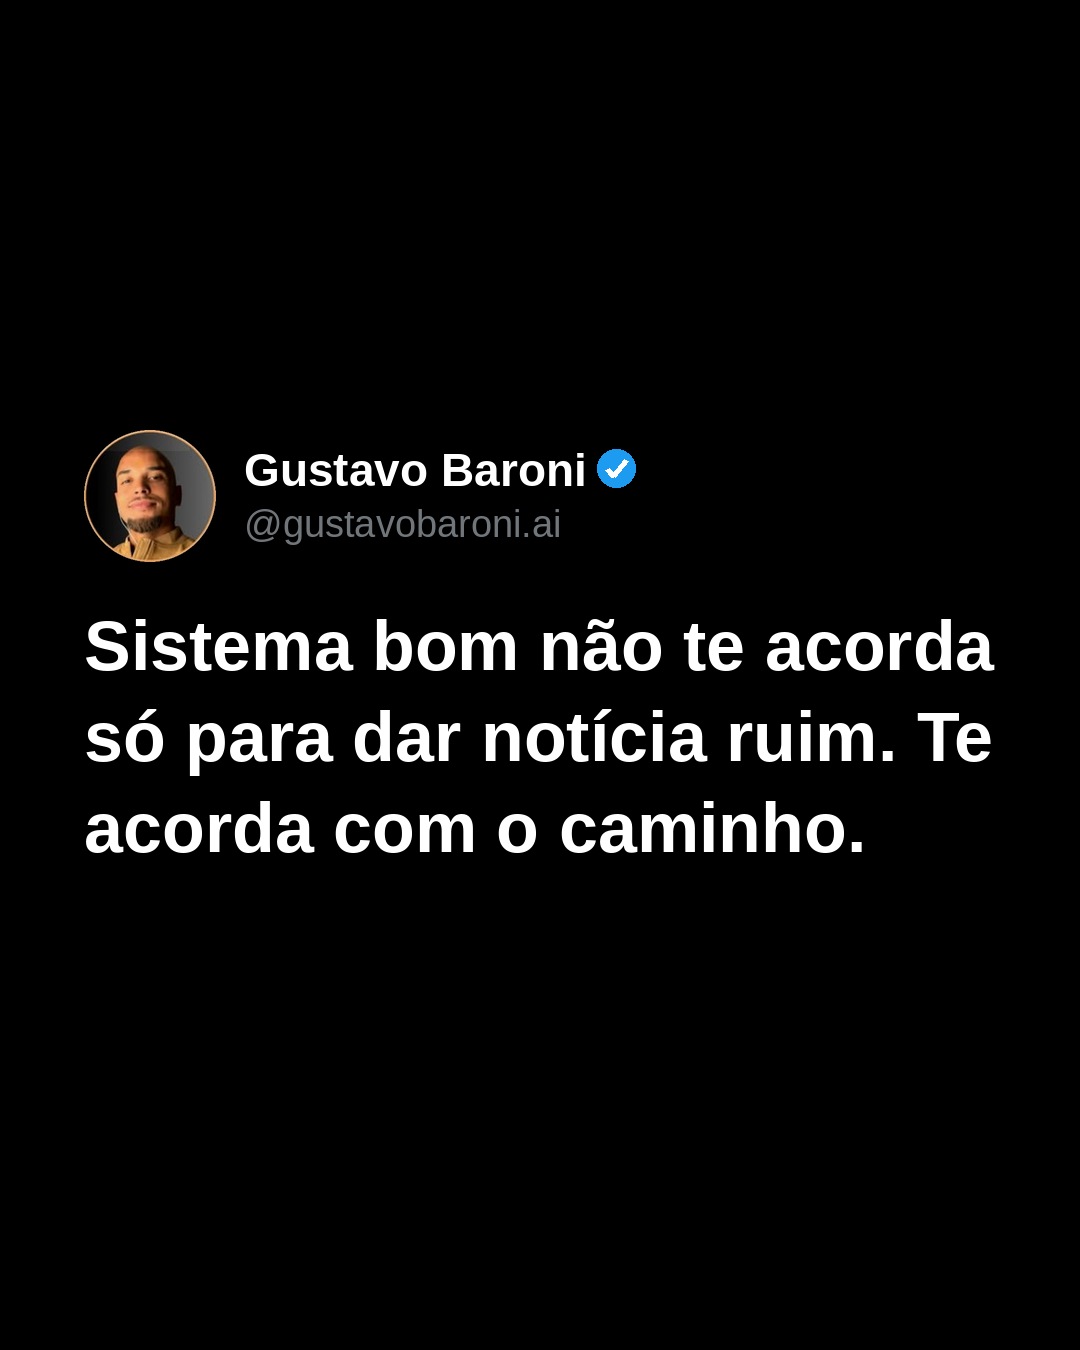 Gustavo Baroni
@gustavobaroni.ai
Sistema bom não te acorda
só para dar notícia ruim. Te
acorda com o caminho.